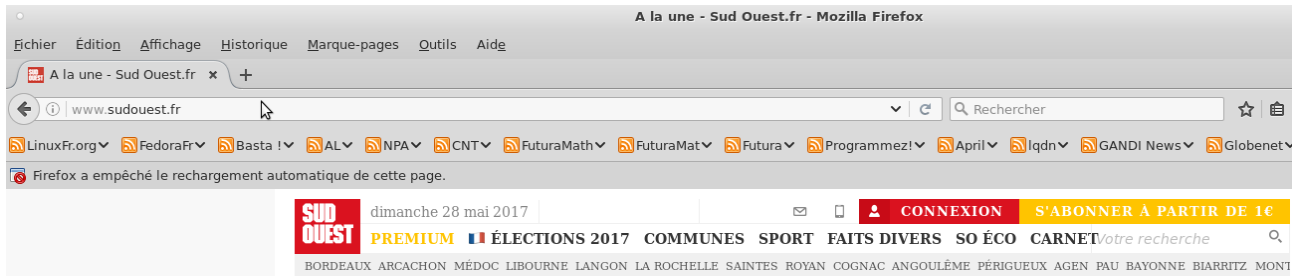 A la une - Sud Ouest.fr - Mozilla Firefox
Fichier Édition Affichage Historique Marque-pages Outils Aide
A la une - Sud Ouest.fr
www.sudouest.fr Rechercher
LinuxFr.org FedoraFr Basta ! AL NPA CNT FuturaMath FuturaMat Futura Programmez! April lqdn GANDI News Globenet
Firefox a empêché le rechargement automatique de cette page.
SUD OUEST dimanche 28 mai 2017 CONNEXION S'ABONNER À PARTIR DE 1€
PREMIUM ÉLECTIONS 2017 COMMUNES SPORT FAITS DIVERS SO ÉCO CARNET Votre recherche
BORDEAUX ARCACHON MÉDOC LIBOURNE LANGON LA ROCHELLE SAINTES ROYAN COGNAC ANGOULÊME PÉRIGUEUX AGEN PAU BAYONNE BIARRITZ MONT